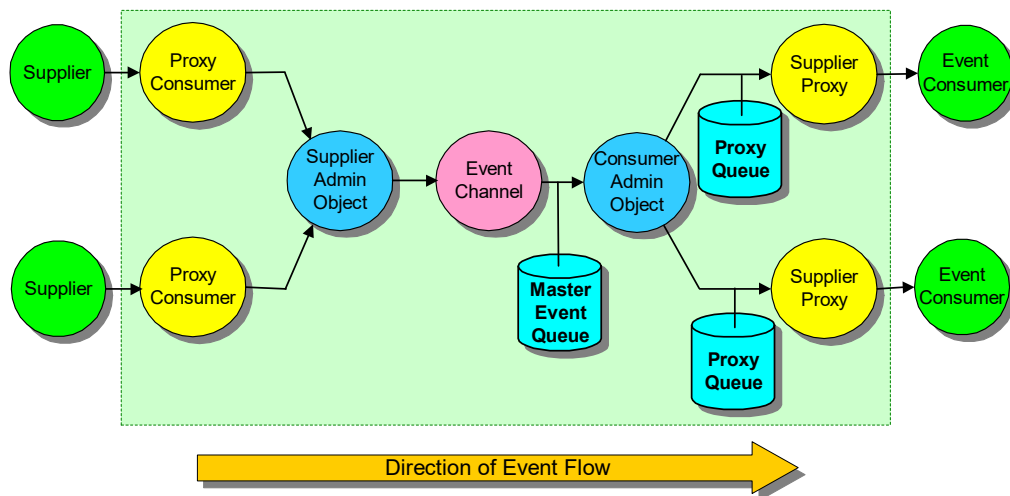 Supplier
Proxy
Consumer
Supplier
Proxy
Event
Consumer
Proxy
Queue
Supplier
Admin
Object
Event
Channel
Consumer
Admin
Object
Master
Event
Queue
Supplier
Proxy
Consumer
Supplier
Proxy
Event
Consumer
Proxy
Queue
Direction of Event Flow